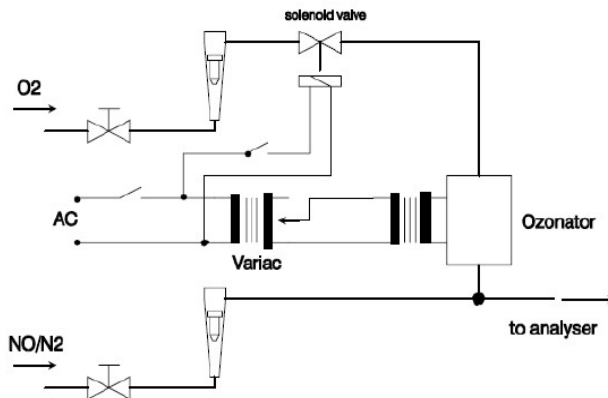 solenoid valve
O2
AC
Variac
Ozonator
NO/N2
to analyser